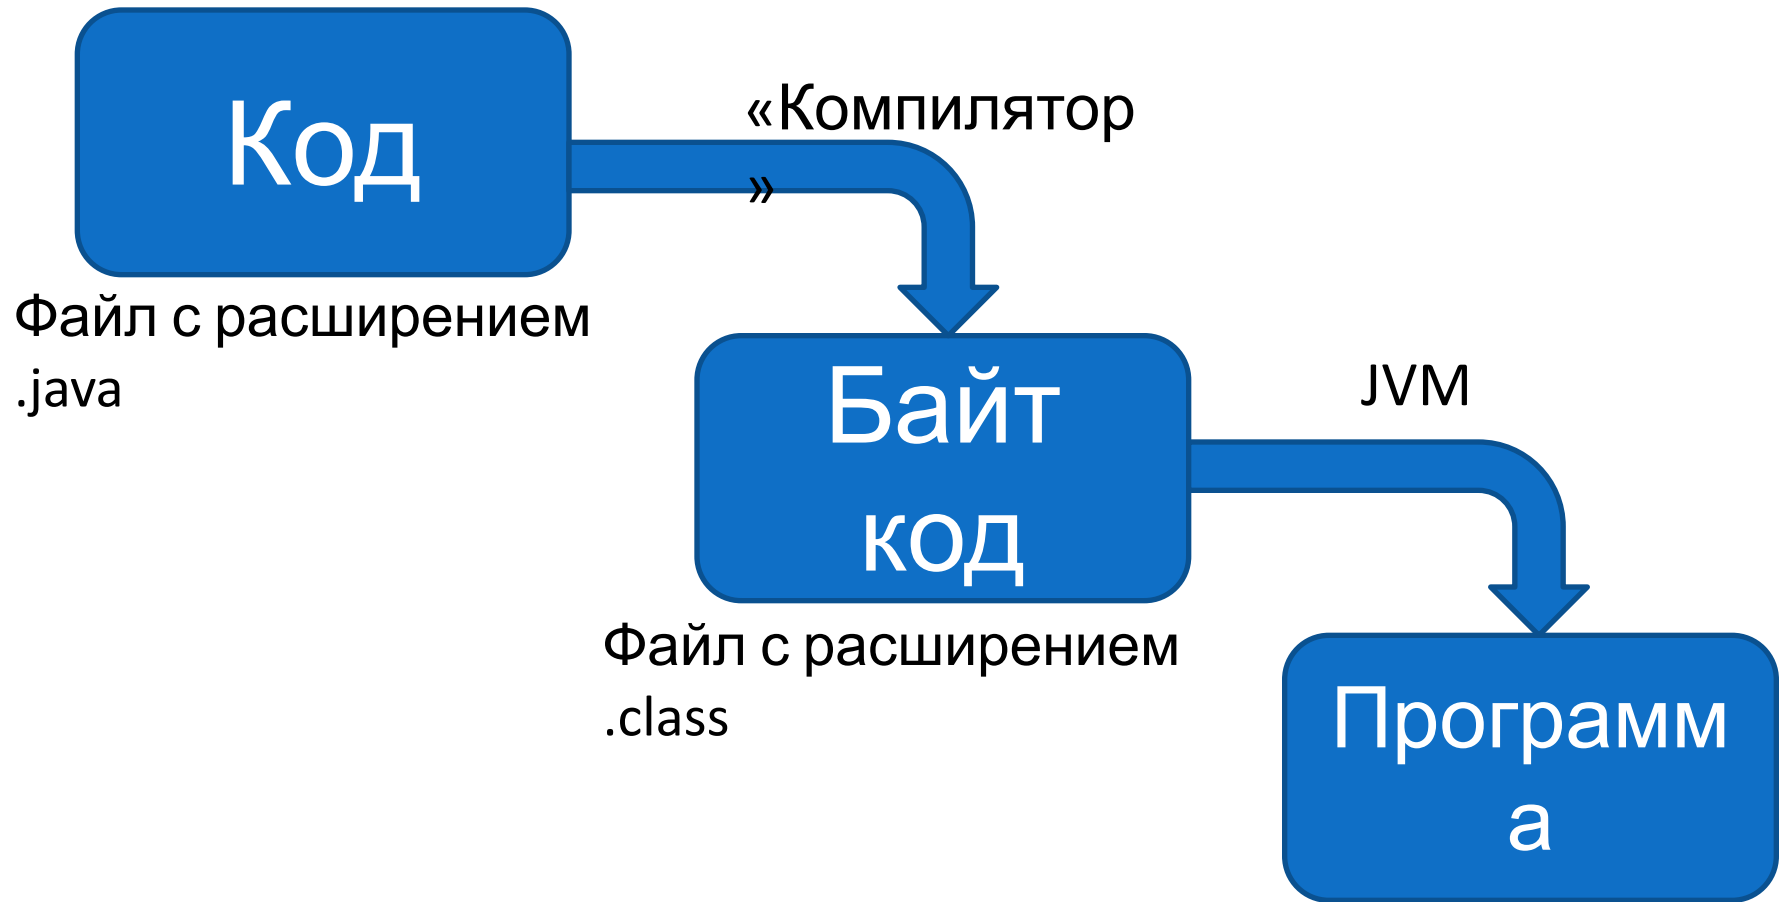 Код
«Компилятор
»
Файл с расширением
.java
Байт
код
JVM
Файл с расширением
.class
Программ
а